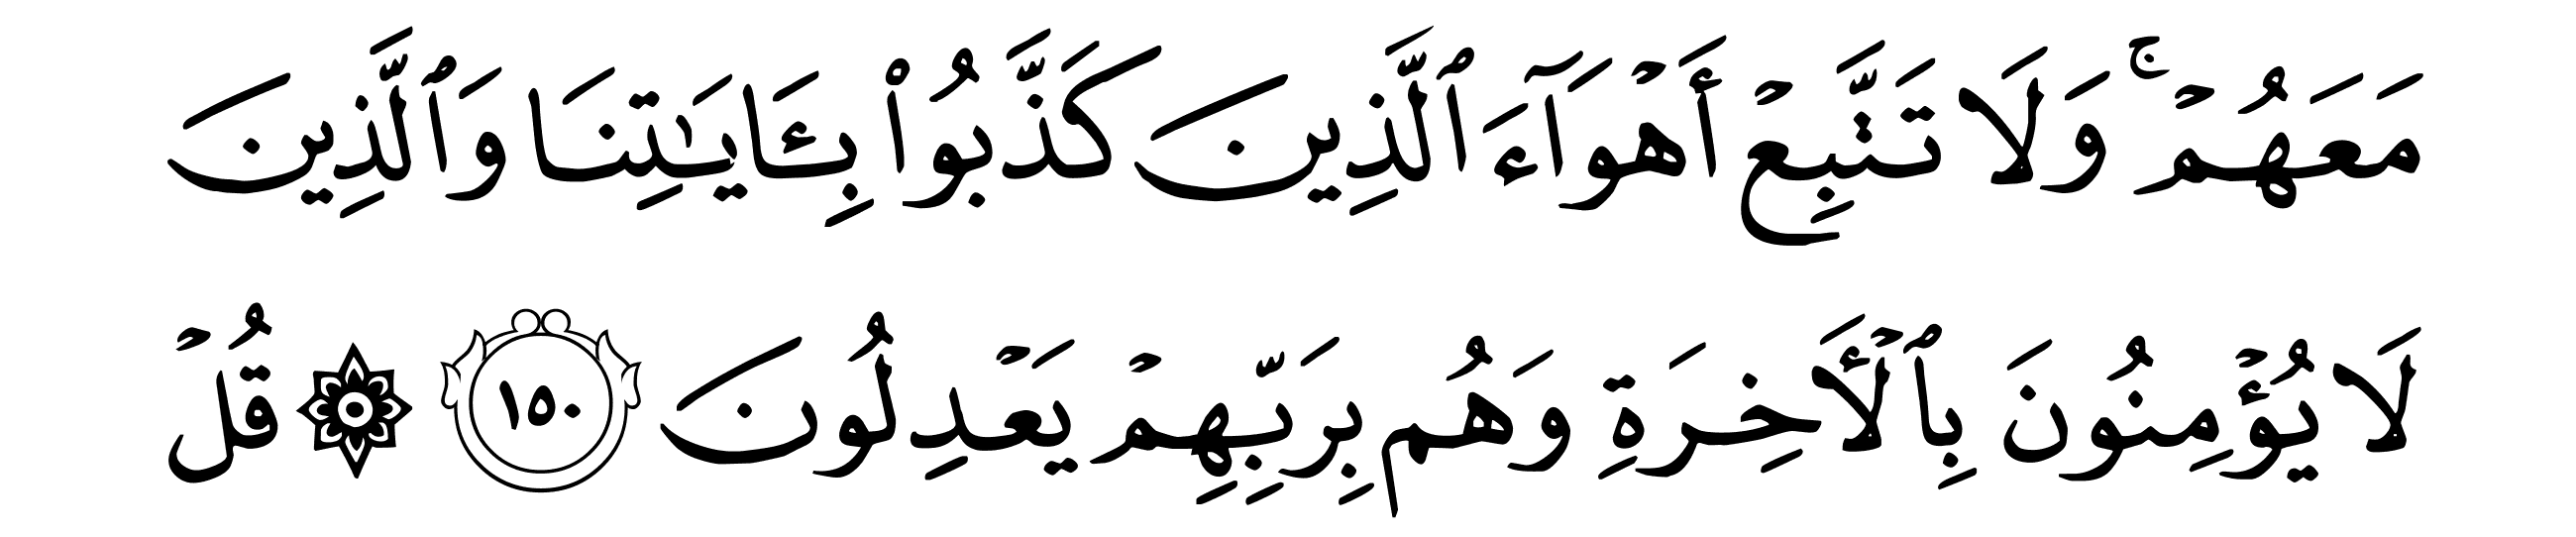 مَعَهُمۡۚ وَلَا تَتَّبِعۡ أَهۡوَآءَ ٱلَّذِينَ كَذَّبُواْ بِـَٔايَٰتِنَا وَٱلَّذِينَ
لَا يُؤۡمِنُونَ بِٱلۡأَخِرَةِ وَهُم بِرَبِّهِمۡ يَعۡدِلُونَ ١٥٠ ۞ قُلۡ